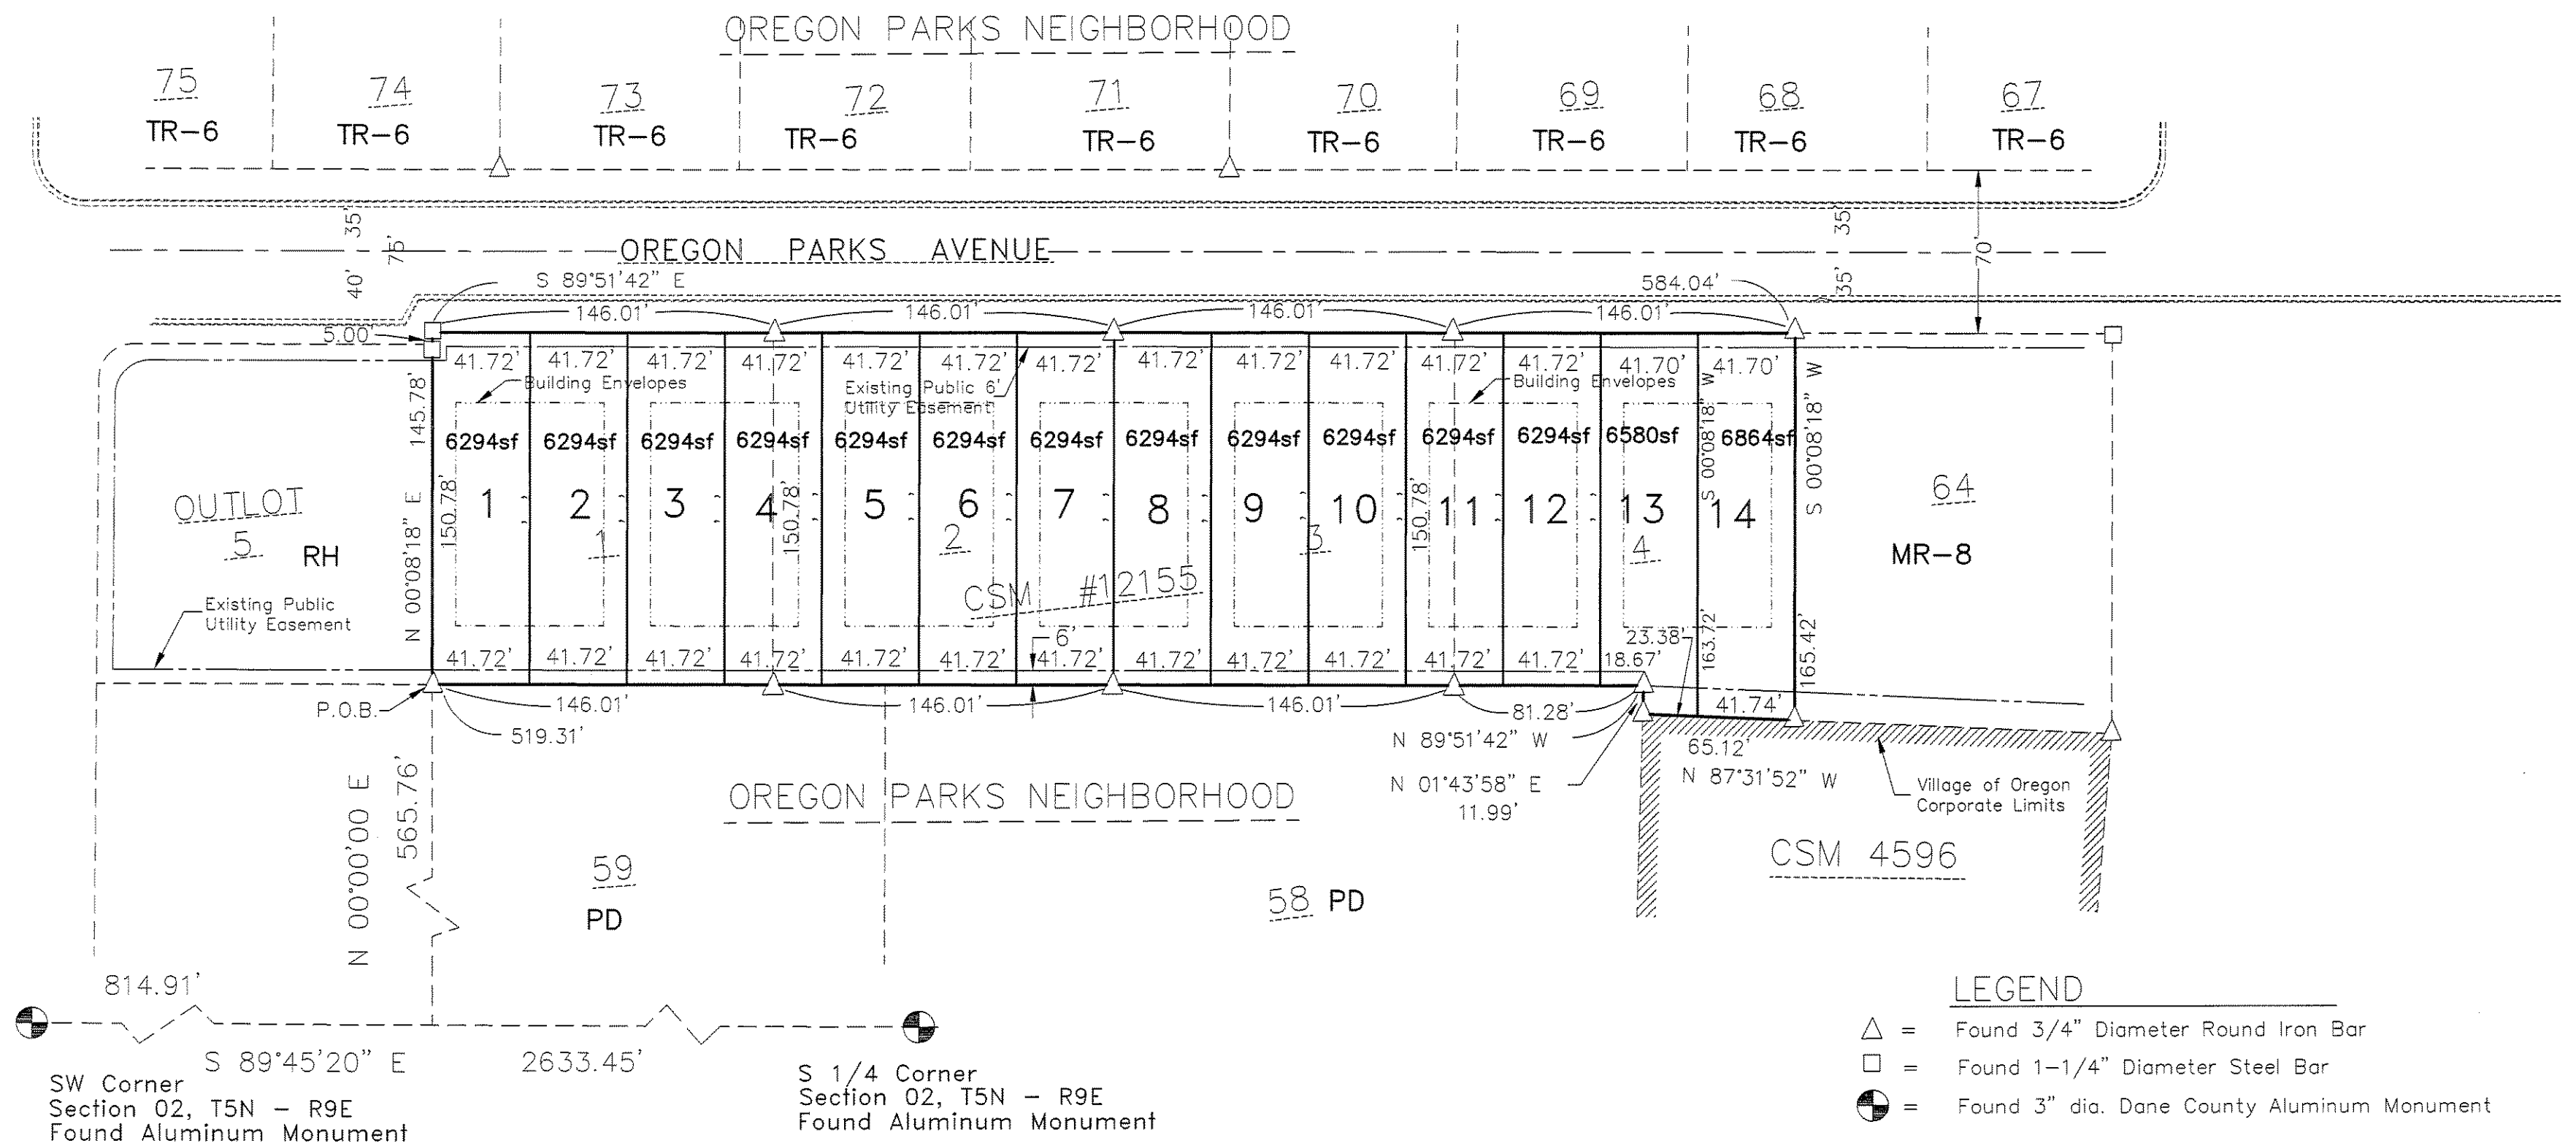 OREGON PARKS NEIGHBORHOOD
75 74 73 72 71 70 69 68 67
TR-6 TR-6 TR-6 TR-6 TR-6 TR-6 TR-6 TR-6 TR-6
35' 75' 40'
35' 35' 70'
OREGON PARKS AVENUE
S 89°51'42" E
584.04'
146.01' 146.01' 146.01' 146.01'
5.00'
41.72' 41.72' 41.72' 41.72' 41.72' 41.72' 41.72' 41.72' 41.72' 41.72' 41.72' 41.72' 41.70' 41.70'
Building Envelopes
Existing Public 6'
Utility Easement
Building Envelopes
145.78'
N 00°08'18" E
6294sf 6294sf 6294sf 6294sf 6294sf 6294sf 6294sf 6294sf 6294sf 6294sf 6294sf 6294sf 6580sf 6864sf
S 00°08'18" W
S 00°08'18" W
150.78' 150.78' 150.78'
1 2 3 4 5 6 7 8 9 10 11 12 13 14
1 2 3 4
OUTLOT
5 RH
64
MR-8
CSM #12155
Existing Public
Utility Easement
6'
23.38'
163.72'
165.42'
41.72' 41.72' 41.72' 41.72' 41.72' 41.72' 41.72' 41.72' 41.72' 41.72' 41.72' 41.72' 18.67'
41.74'
P.O.B.
146.01' 146.01' 146.01' 81.28'
519.31'
N 89°51'42" W
65.12'
N 87°31'52" W
N 01°43'58" E
11.99'
Village of Oregon
Corporate Limits
N 00°00'00 E
565.76'
OREGON PARKS NEIGHBORHOOD
CSM 4596
59
PD
58 PD
814.91'
S 89°45'20" E 2633.45'
SW Corner
Section 02, T5N - R9E
Found Aluminum Monument
S 1/4 Corner
Section 02, T5N - R9E
Found Aluminum Monument
LEGEND
△ = Found 3/4" Diameter Round Iron Bar
□ = Found 1-1/4" Diameter Steel Bar
= Found 3" dia. Dane County Aluminum Monument